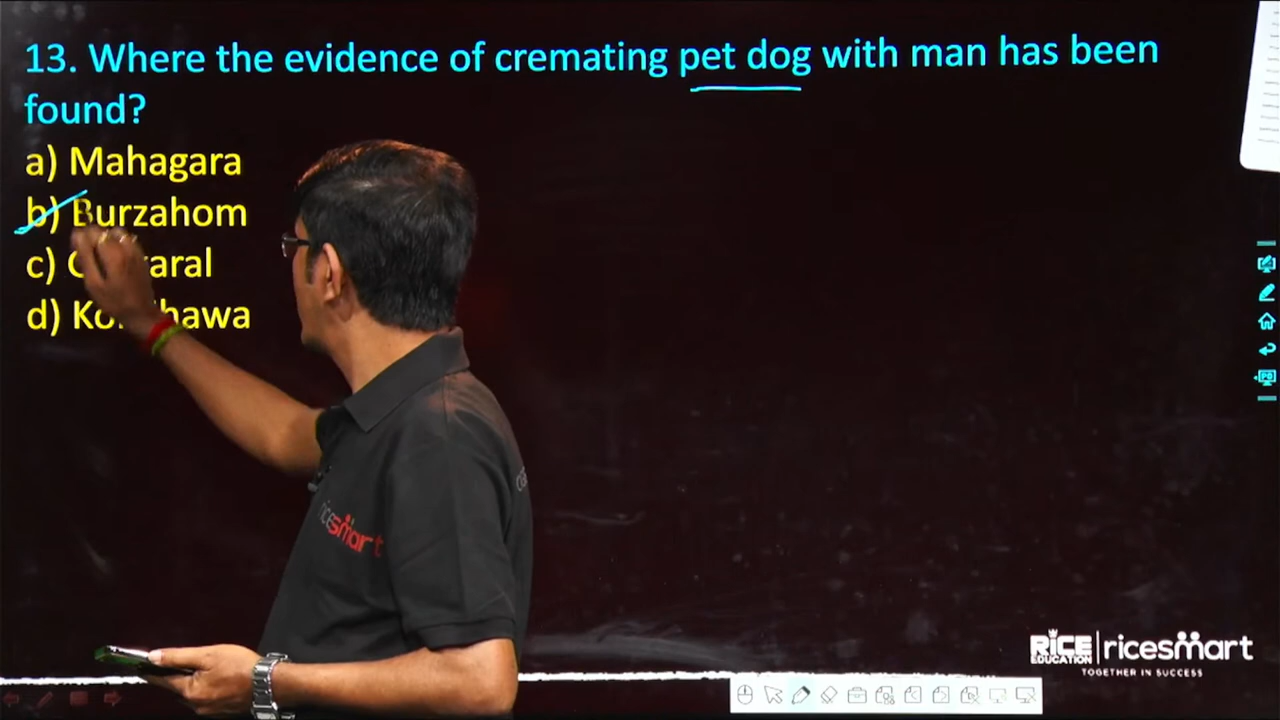 13. Where the evidence of cremating pet dog with man has been
found?
a) Mahagara
b) Burzahom
c)
d)
ricesmart
RICE EDUCATION ricesmart
TOGETHER IN SUCCESS